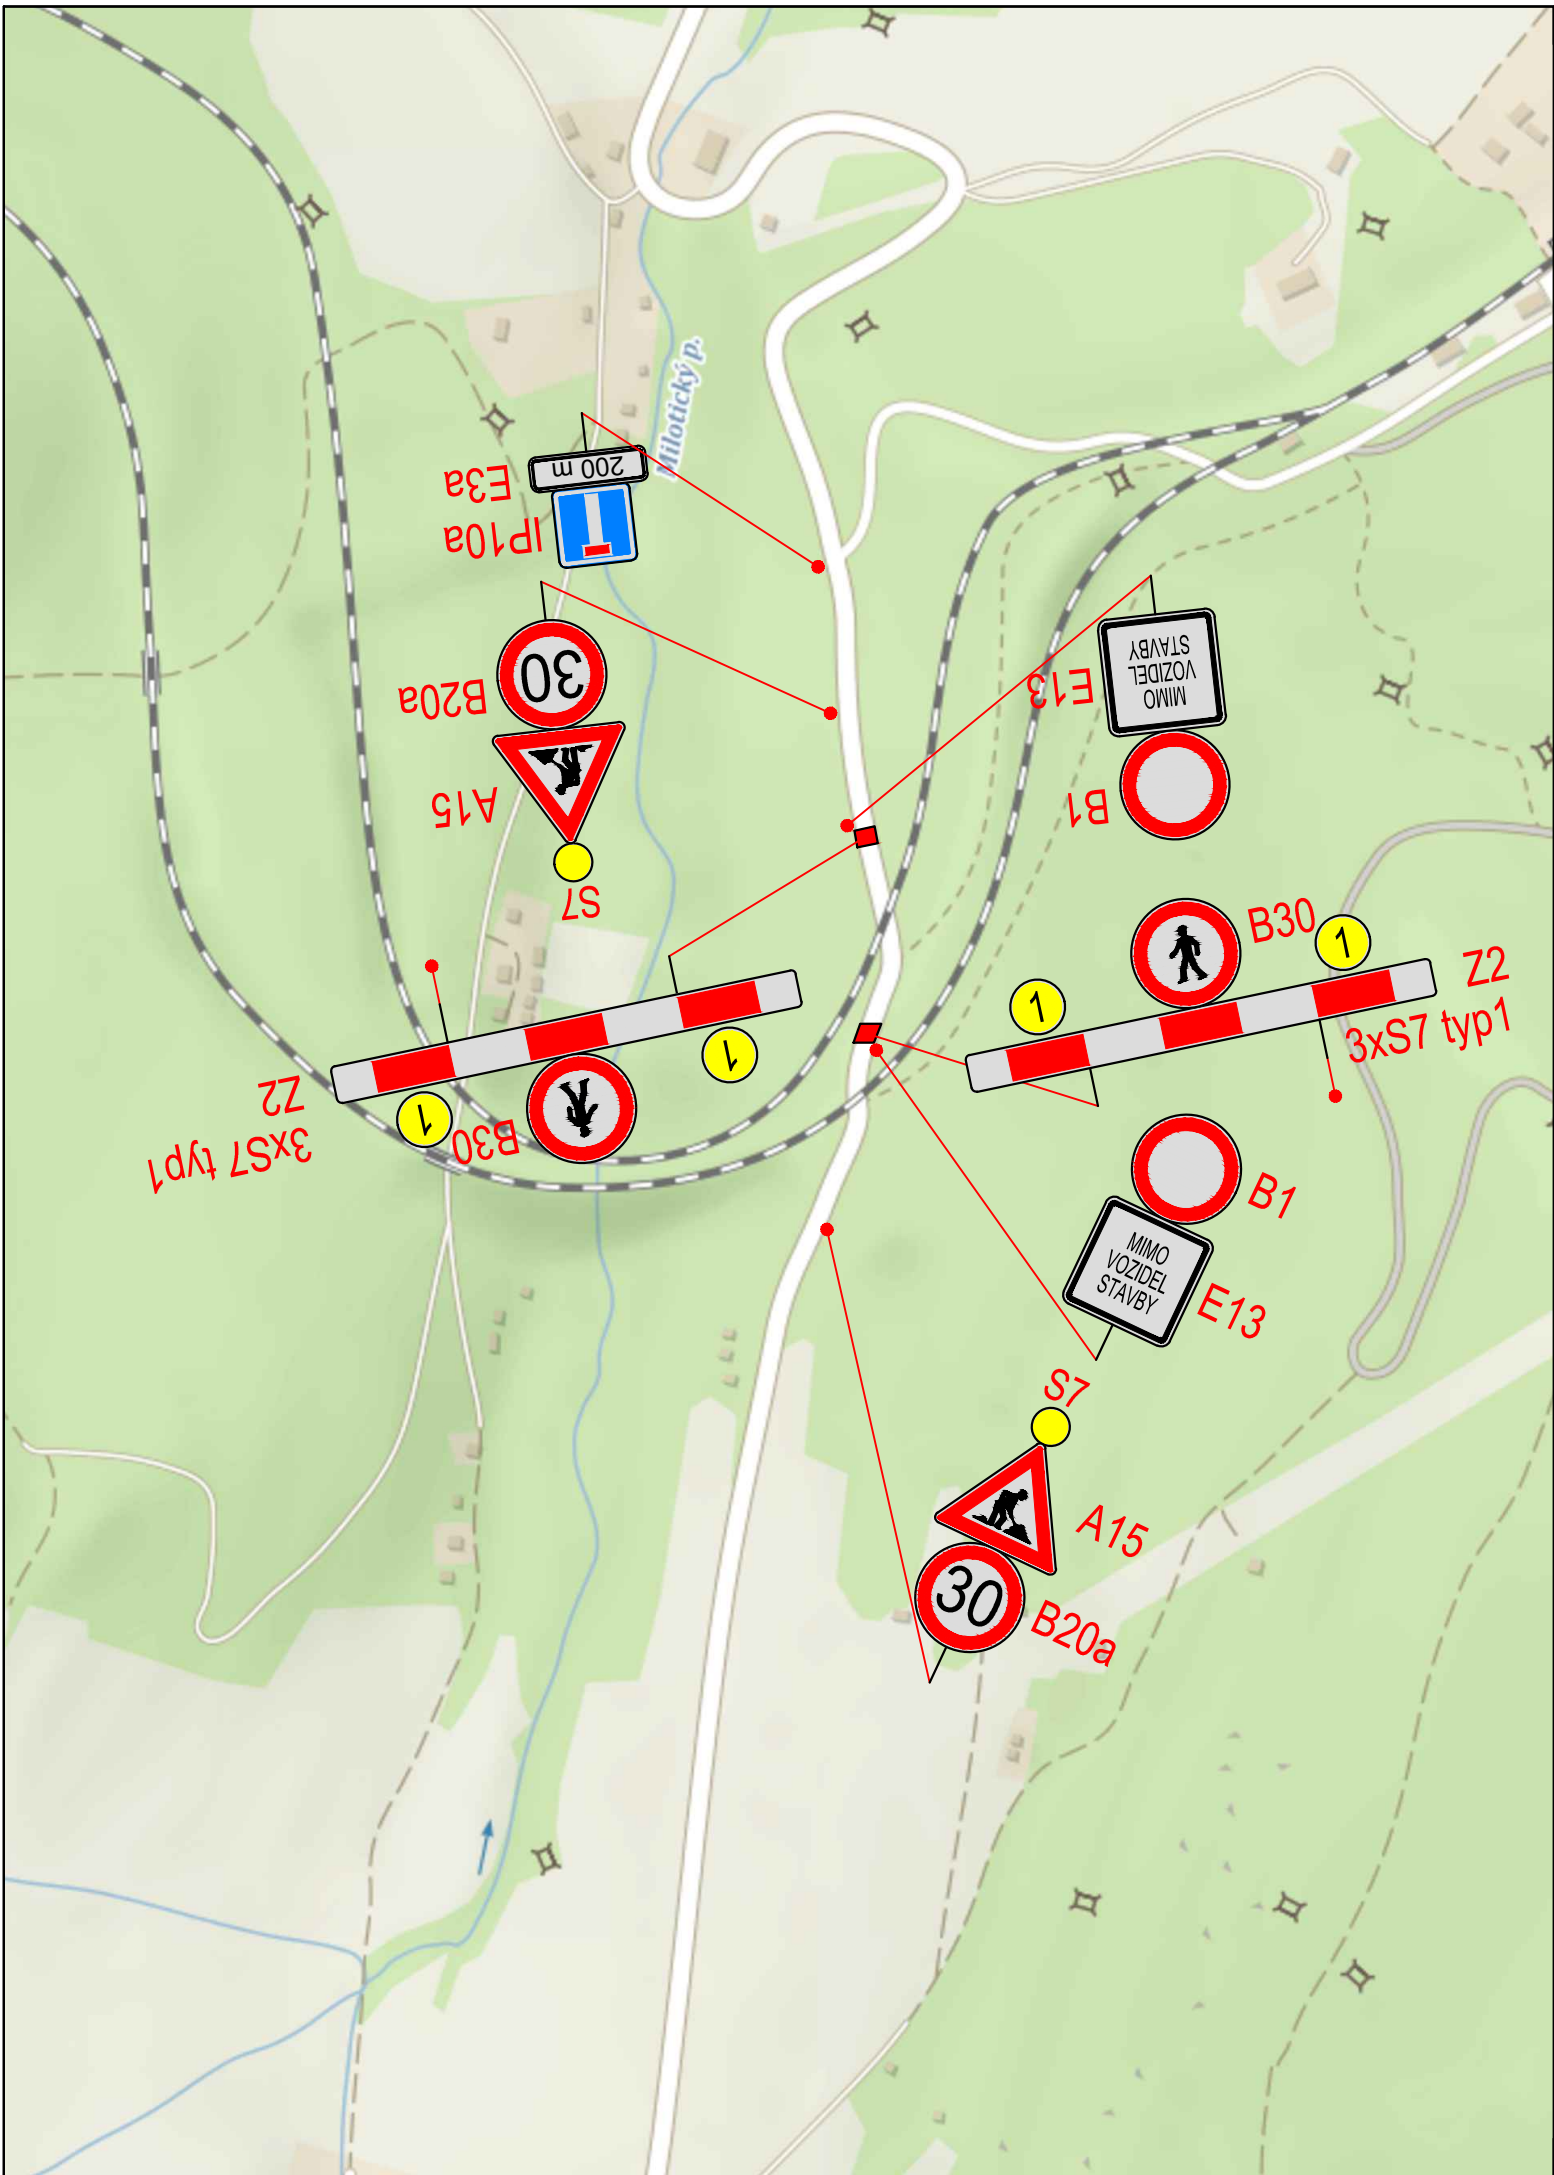 Milotický p.
E3a
200 m
IP10a
B20a
30
A15
S7
E13
MIMO
VOZIDEL
STAVBY
B1
B30
1
1
Z2
3xS7 typ1
Z2
3xS7 typ1
1
1
B30
B1
MIMO
VOZIDEL
STAVBY
E13
S7
A15
30
B20a